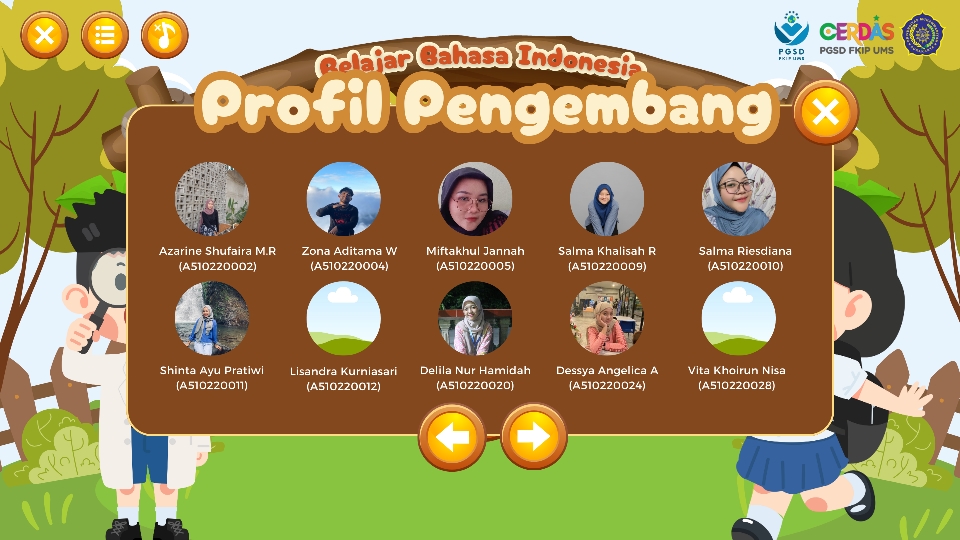 PGSD
FKIP UMS
CERDAS
PGSD FKIP UMS
Belajar Bahasa Indonesia
Profil Pengembang
Azarine Shufaira M.R
(A510220002)
Zona Aditama W
(A510220004)
Miftakhul Jannah
(A510220005)
Salma Khalisah R
(A510220009)
Salma Riesdiana
(A510220010)
Shinta Ayu Pratiwi
(A510220011)
Lisandra Kurniasari
(A510220012)
Delila Nur Hamidah
(A510220020)
Dessya Angelica A
(A510220024)
Vita Khoirun Nisa
(A510220028)